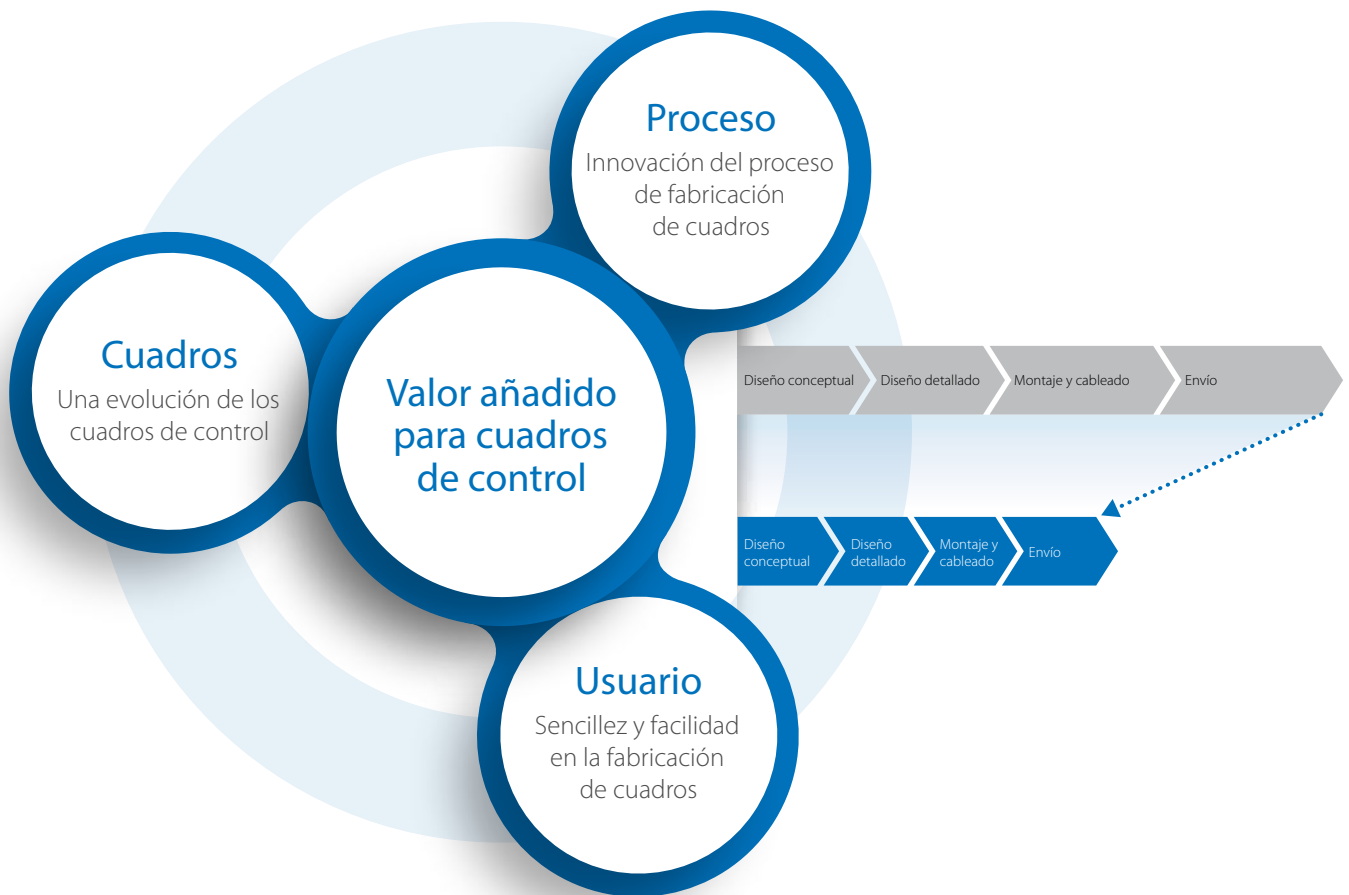 Proceso
Innovación del proceso
de fabricación
de cuadros
Cuadros
Una evolución de los
cuadros de control
Valor añadido
para cuadros
de control
Diseño conceptual
Diseño detallado
Montaje y cableado
Envío
Diseño
conceptual
Diseño
detallado
Montaje y
cableado
Envío
Usuario
Sencillez y facilidad
en la fabricación
de cuadros